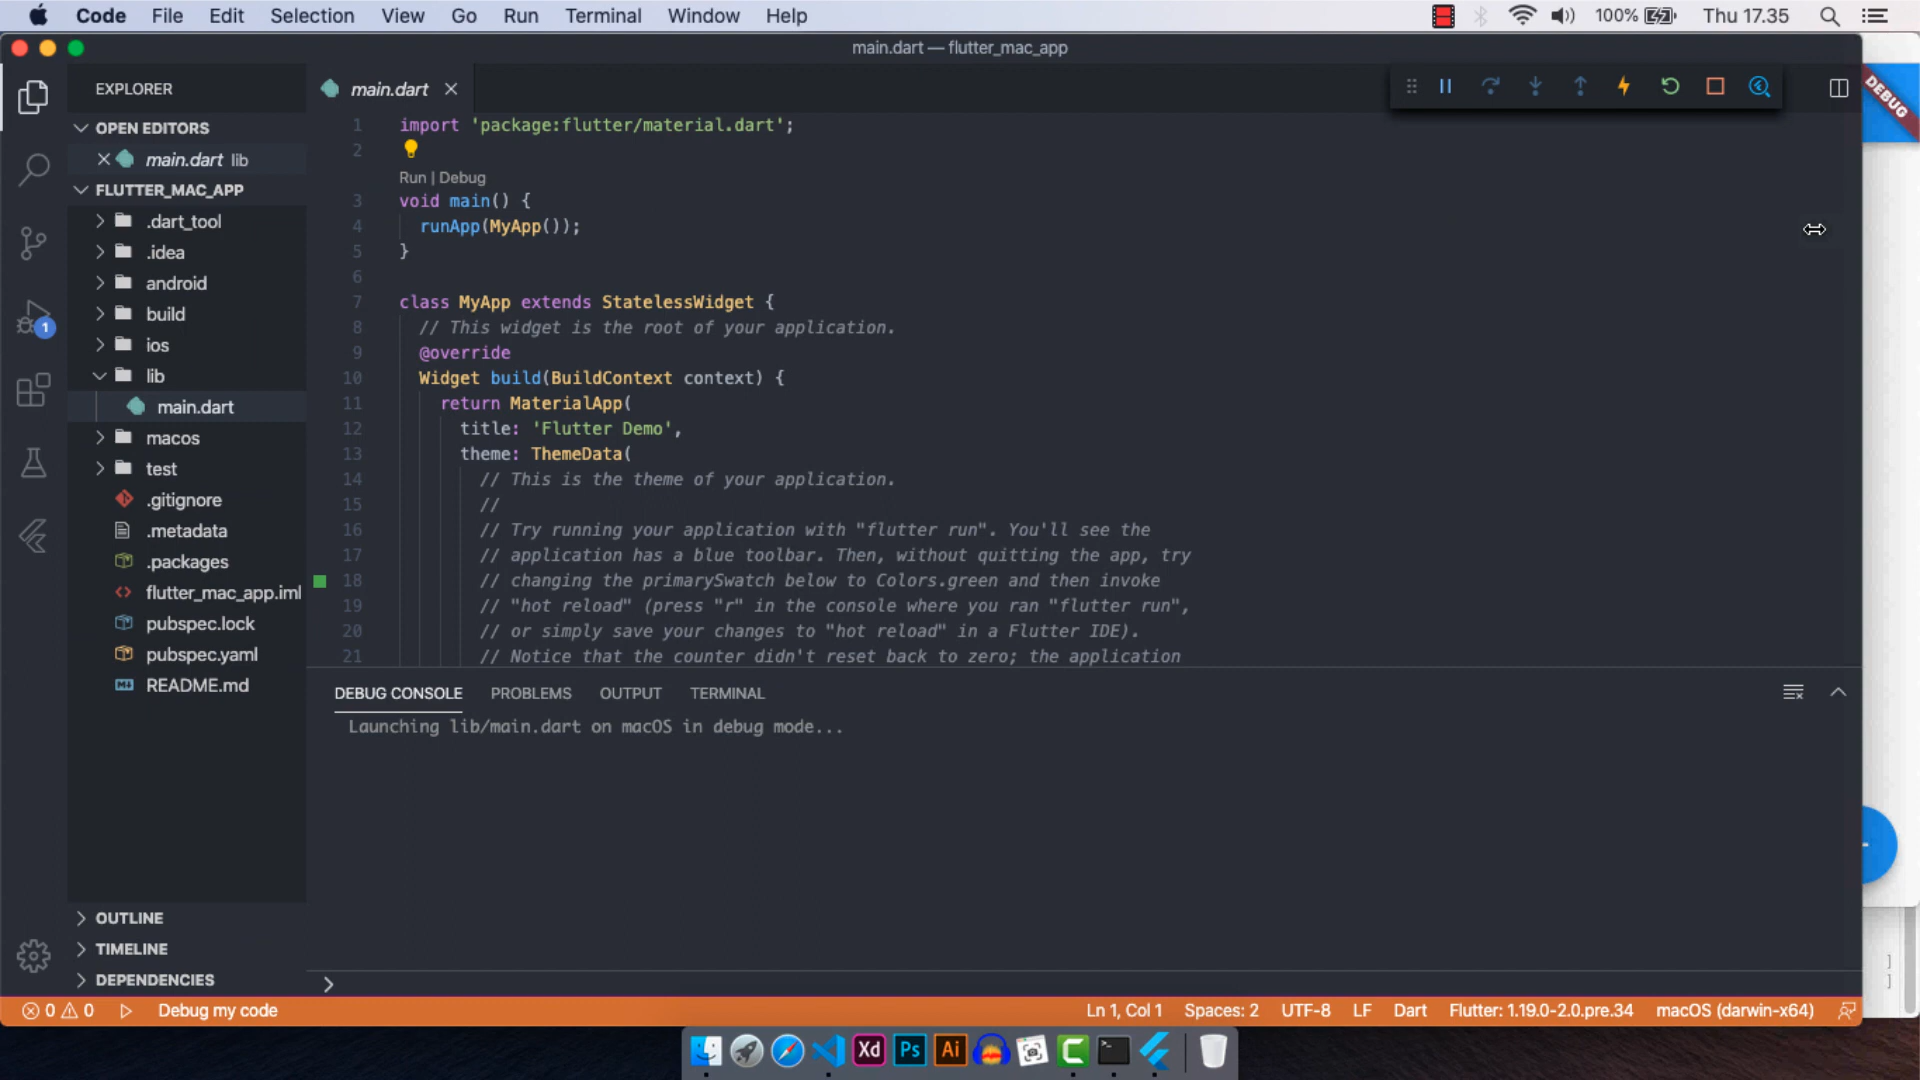 Code File Edit Selection View Go Run Terminal Window Help 100% Thu 17.35
main.dart — flutter_mac_app
EXPLORER
OPEN EDITORS
main.dart lib
FLUTTER_MAC_APP
.dart_tool
.idea
android
build
ios
lib
main.dart
macos
test
.gitignore
.metadata
.packages
flutter_mac_app.iml
pubspec.lock
pubspec.yaml
README.md
OUTLINE
TIMELINE
DEPENDENCIES
1
main.dart
DEBUG
1 import 'package:flutter/material.dart';
2
Run | Debug
3 void main() {
4 runApp(MyApp());
5 }
6
7 class MyApp extends StatelessWidget {
8 // This widget is the root of your application.
9 @override
10 Widget build(BuildContext context) {
11 return MaterialApp(
12 title: 'Flutter Demo',
13 theme: ThemeData(
14 // This is the theme of your application.
15 //
16 // Try running your application with "flutter run". You'll see the
17 // application has a blue toolbar. Then, without quitting the app, try
18 // changing the primarySwatch below to Colors.green and then invoke
19 // "hot reload" (press "r" in the console where you ran "flutter run",
20 // or simply save your changes to "hot reload" in a Flutter IDE).
21 // Notice that the counter didn't reset back to zero; the application
DEBUG CONSOLE PROBLEMS OUTPUT TERMINAL
Launching lib/main.dart on macOS in debug mode...
]
]
0 0 Debug my code Ln 1, Col 1 Spaces: 2 UTF-8 LF Dart Flutter: 1.19.0-2.0.pre.34 macOS (darwin-x64)
Xd Ps Ai C